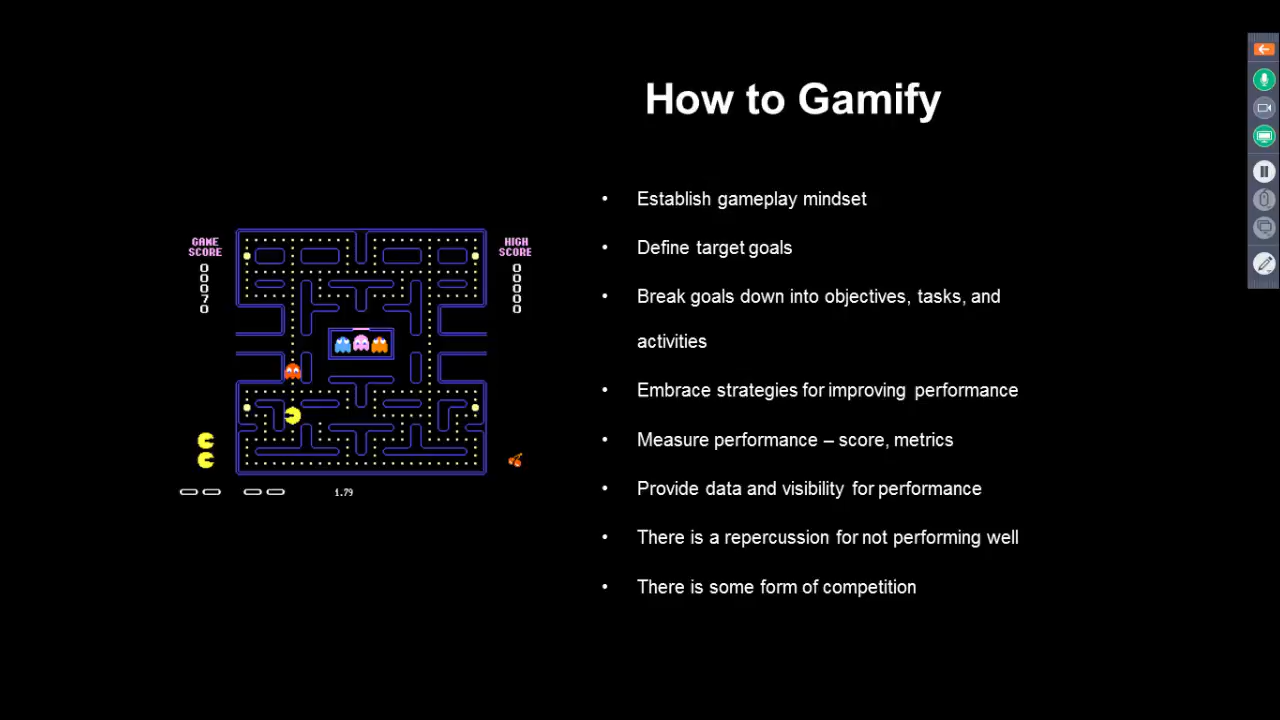 How to Gamify
• Establish gameplay mindset
• Define target goals
• Break goals down into objectives, tasks, and
activities
• Embrace strategies for improving performance
• Measure performance – score, metrics
• Provide data and visibility for performance
• There is a repercussion for not performing well
• There is some form of competition
GAME
SCORE
0
0
0
7
0
HIGH
SCORE
0
0
0
0
0
1.79